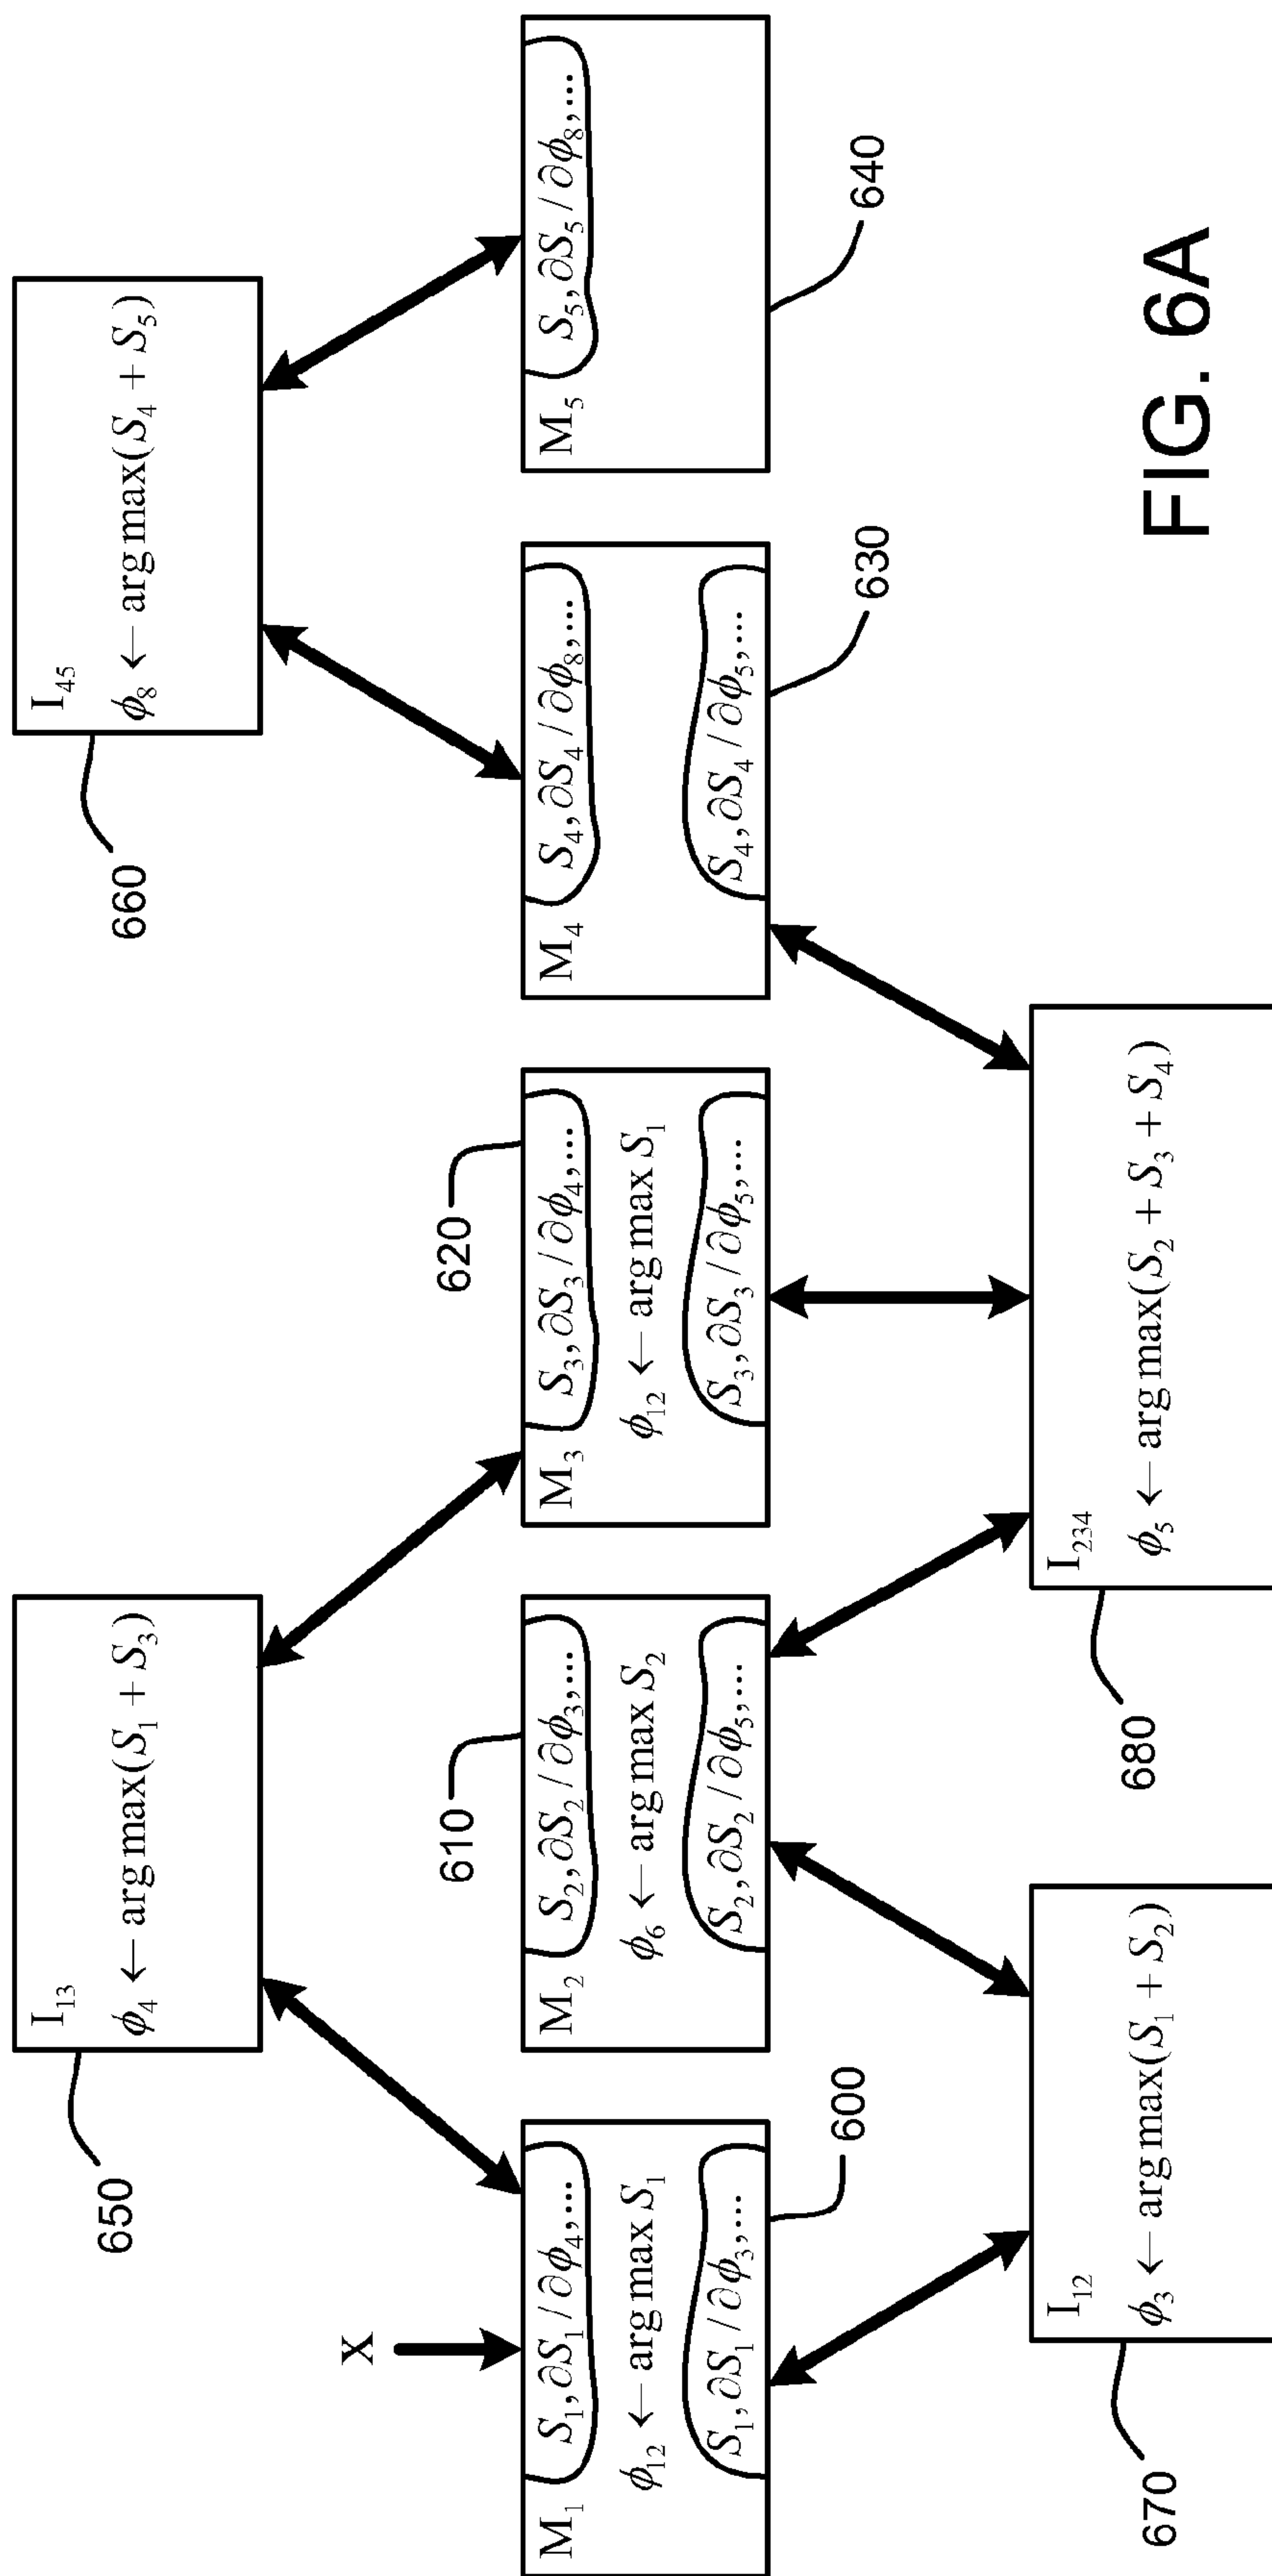 650
I₁₃
ϕ₄ ← arg max(S₁ + S₃)
660
I₄₅
ϕ₈ ← arg max(S₄ + S₅)
X
610
620
M₁
S₁, ∂S₁ / ∂ϕ₄,...
ϕ₁₂ ← arg max S₁
S₁, ∂S₁ / ∂ϕ₃,...
600
M₂
S₂, ∂S₂ / ∂ϕ₃,...
ϕ₆ ← arg max S₂
S₂, ∂S₂ / ∂ϕ₅,...
M₃
S₃, ∂S₃ / ∂ϕ₄,...
ϕ₁₂ ← arg max S₁
S₃, ∂S₃ / ∂ϕ₅,...
M₄
S₄, ∂S₄ / ∂ϕ₈,...
S₄, ∂S₄ / ∂ϕ₅,...
630
M₅
S₅, ∂S₅ / ∂ϕ₈,...
640
670
I₁₂
ϕ₃ ← arg max(S₁ + S₂)
680
I₂₃₄
ϕ₅ ← arg max(S₂ + S₃ + S₄)
FIG. 6A